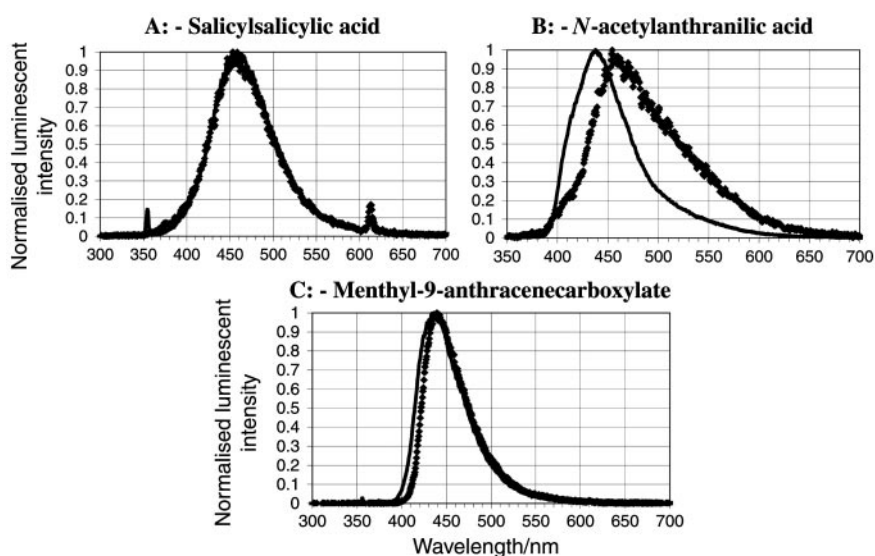 A: - Salicylsalicylic acid
Normalised luminescent
intensity
1
0.9
0.8
0.7
0.6
0.5
0.4
0.3
0.2
0.1
0
300 350 400 450 500 550 600 650 700
B: - N-acetylanthranilic acid
Normalised luminescent
intensity
1
0.9
0.8
0.7
0.6
0.5
0.4
0.3
0.2
0.1
0
350 400 450 500 550 600 650 700
C: - Menthyl-9-anthracenecarboxylate
Normalised luminescent
intensity
1
0.9
0.8
0.7
0.6
0.5
0.4
0.3
0.2
0.1
0
300 350 400 450 500 550 600 650 700
Wavelength/nm